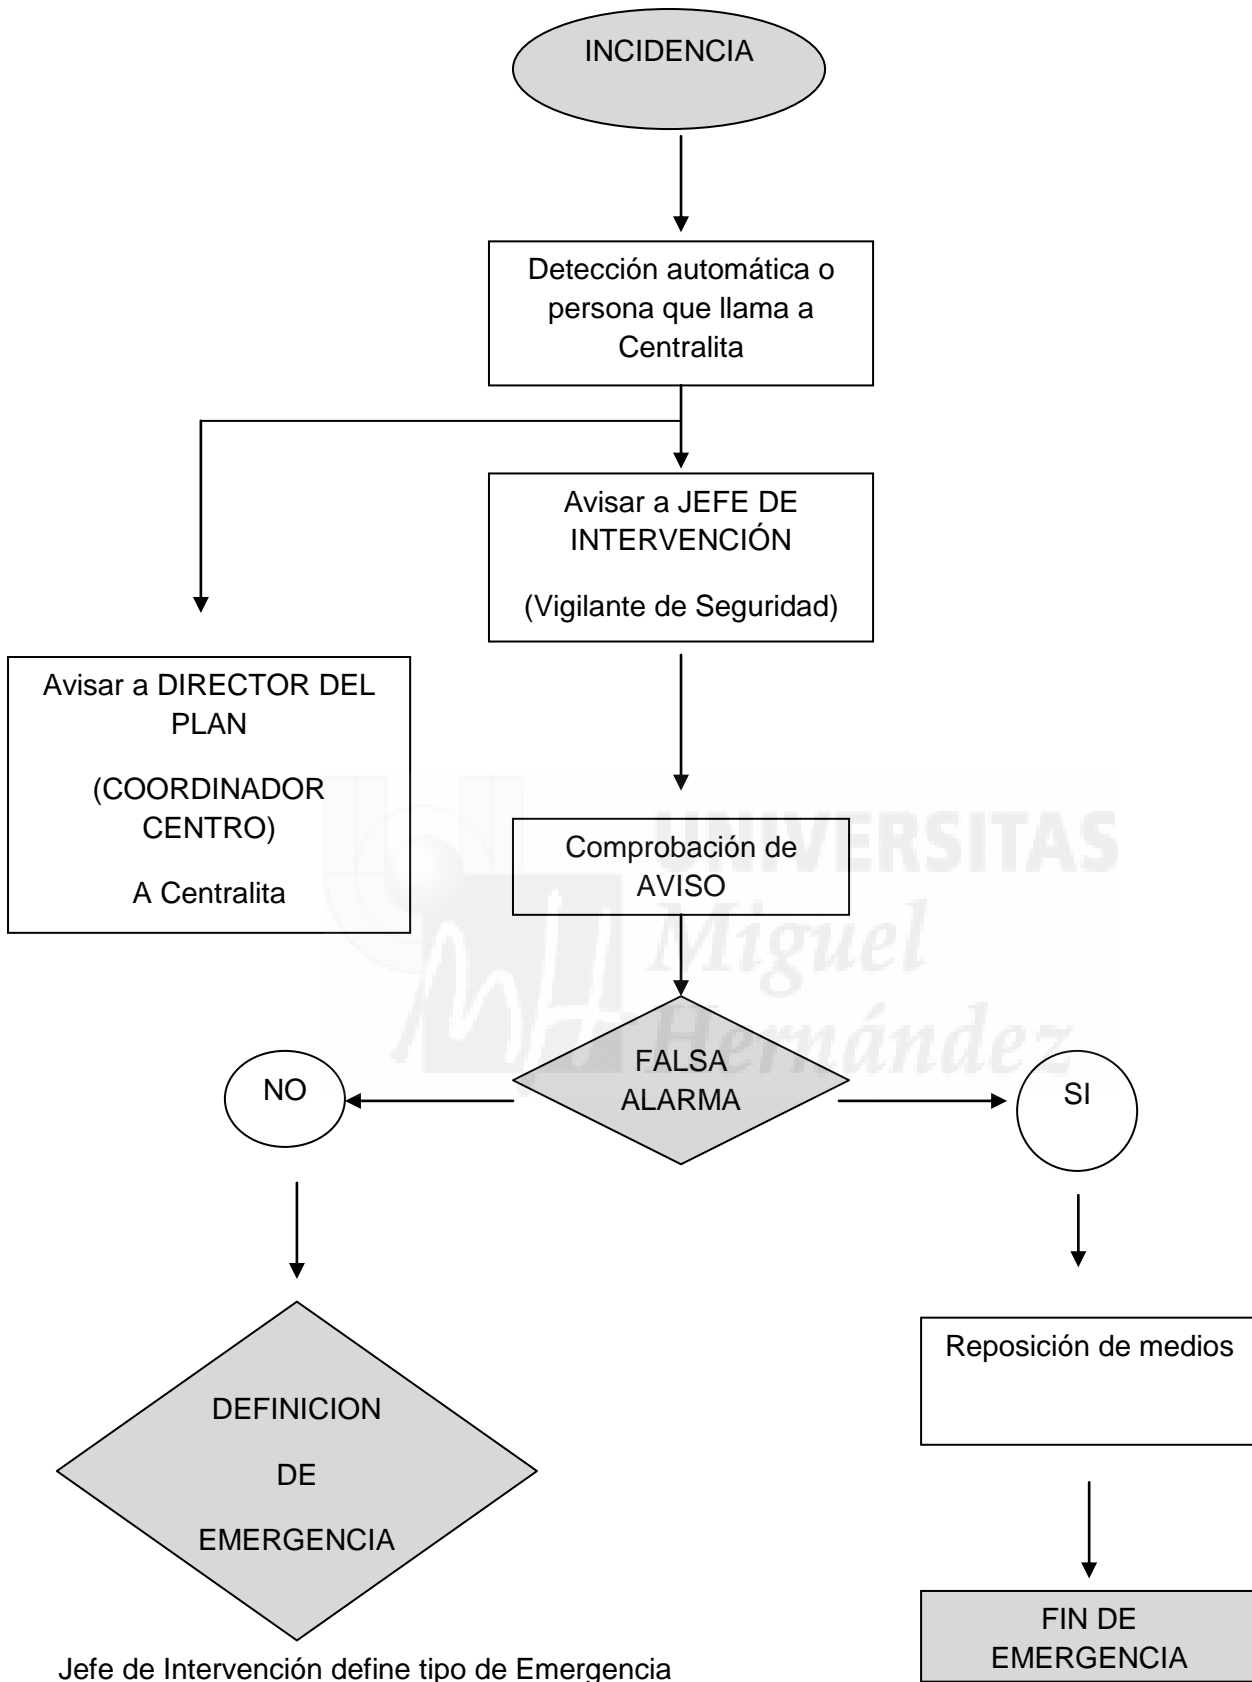 INCIDENCIA
Detección automática o
persona que llama a
Centralita
Avisar a JEFE DE
INTERVENCIÓN
(Vigilante de Seguridad)
Avisar a DIRECTOR DEL
PLAN
(COORDINADOR
CENTRO)
A Centralita
Comprobación de
AVISO
UNIVERSITAS
Miguel
Hernández
FALSA
ALARMA
NO
SI
Reposición de medios
DEFINICION
DE
EMERGENCIA
FIN DE
EMERGENCIA
Jefe de Intervención define tipo de Emergencia